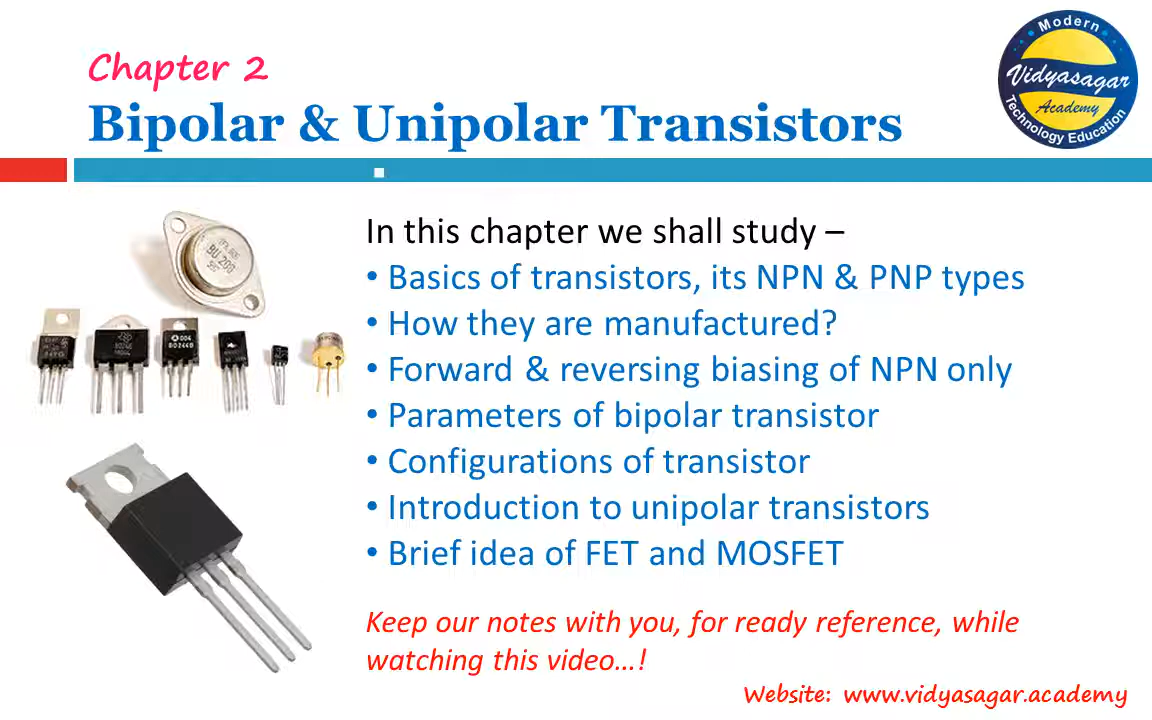 Chapter 2
Bipolar & Unipolar Transistors
Modern
Vidyasagar
Academy
Technology Education
In this chapter we shall study –
• Basics of transistors, its NPN & PNP types
• How they are manufactured?
• Forward & reversing biasing of NPN only
• Parameters of bipolar transistor
• Configurations of transistor
• Introduction to unipolar transistors
• Brief idea of FET and MOSFET
BU 208
Keep our notes with you, for ready reference, while
watching this video...!
Website: www.vidyasagar.academy